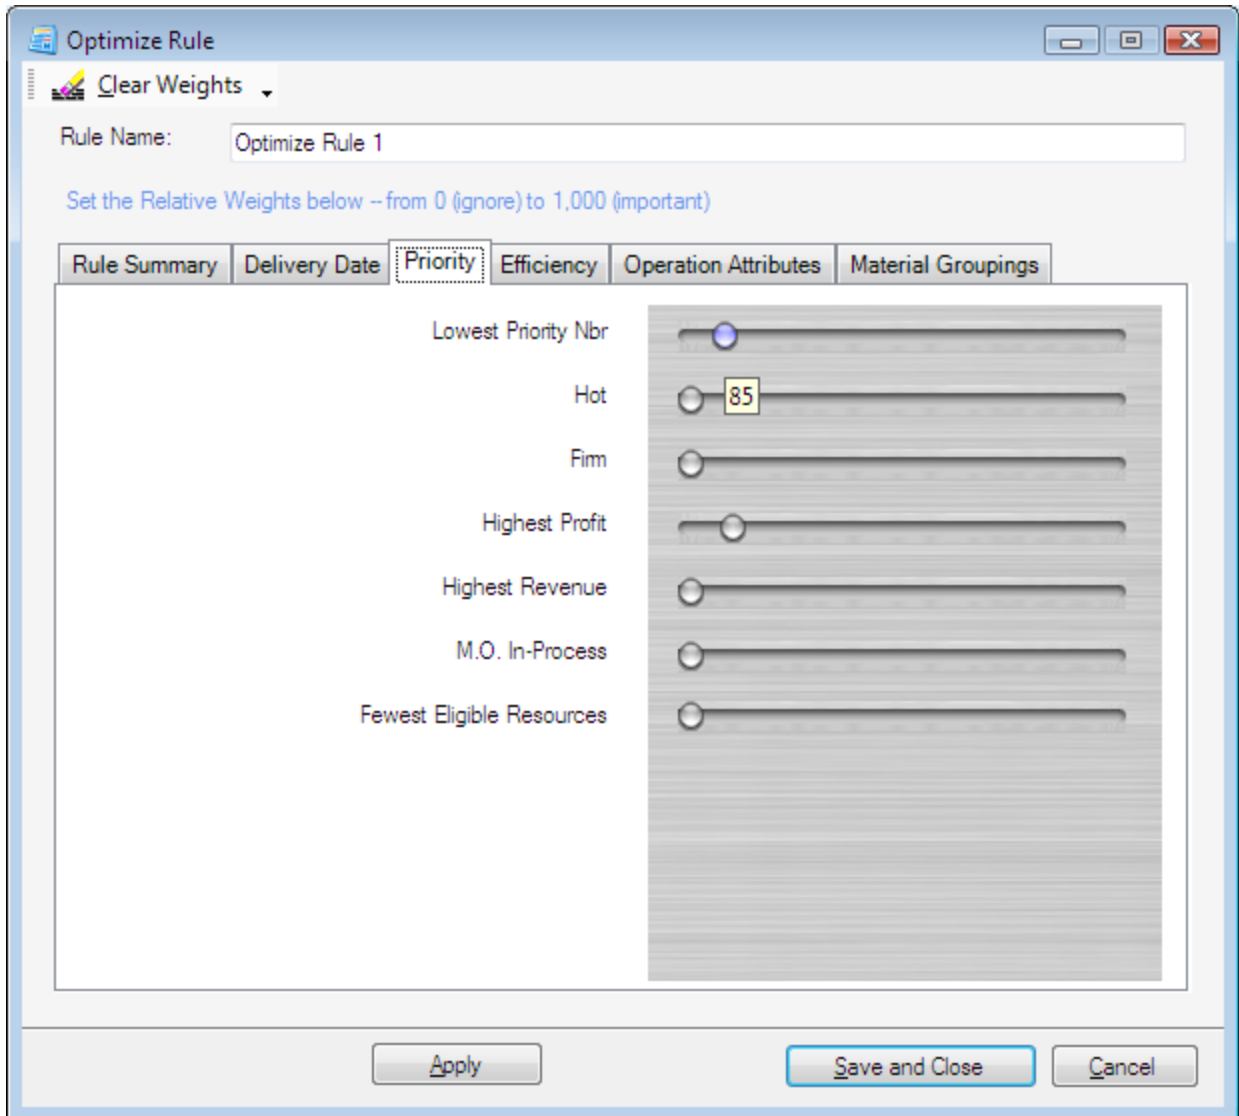 Optimize Rule
Clear Weights
Rule Name: Optimize Rule 1
Set the Relative Weights below -- from 0 (ignore) to 1,000 (important)
Rule Summary Delivery Date Priority Efficiency Operation Attributes Material Groupings
Lowest Priority Nbr
Hot 85
Firm
Highest Profit
Highest Revenue
M.O. In-Process
Fewest Eligible Resources
Apply Save and Close Cancel